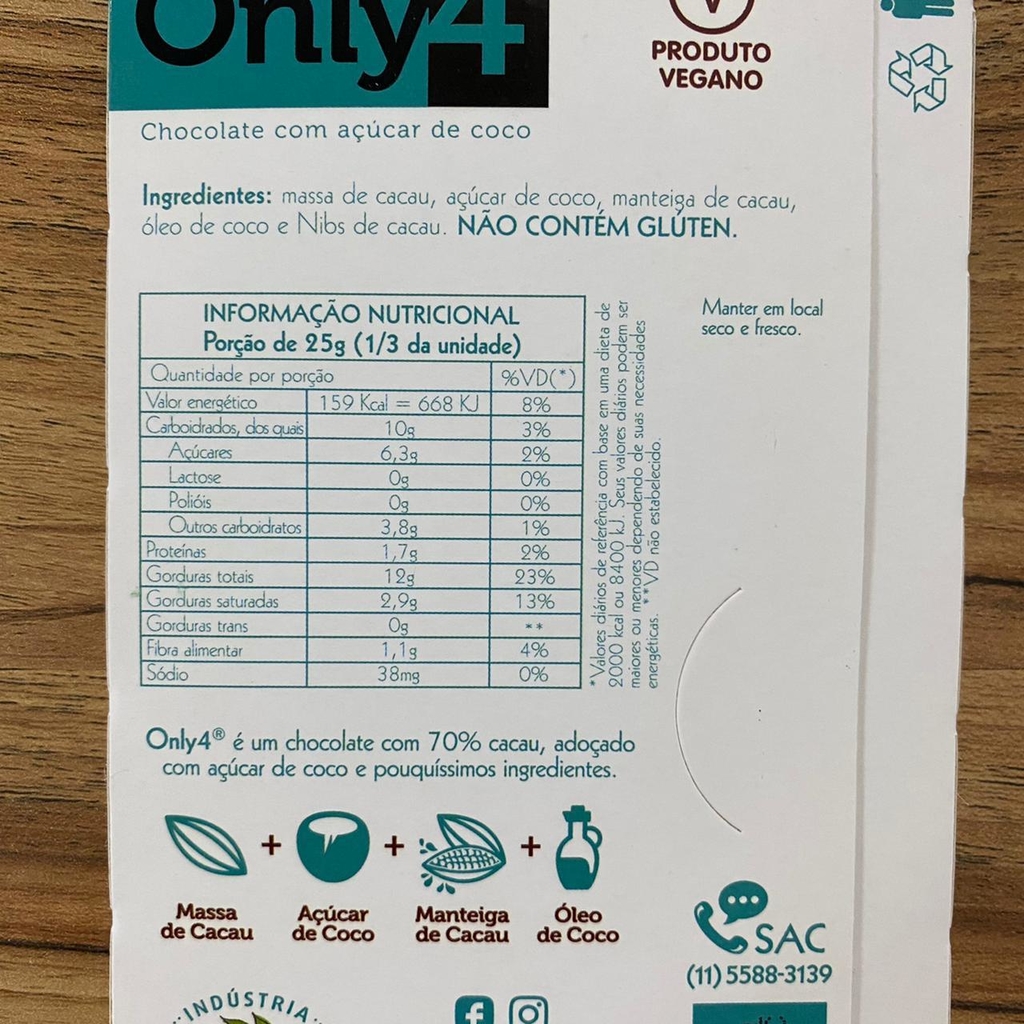 Only4
PRODUTO
VEGANO
Chocolate com açúcar de coco
Ingredientes: massa de cacau, açúcar de coco, manteiga de cacau,
óleo de coco e Nibs de cacau. NÃO CONTÉM GLÚTEN.
INFORMAÇÃO NUTRICIONAL
Porção de 25g (1/3 da unidade)
Quantidade por porção %VD(*)
Valor energético 159 Kcal = 668 KJ 8%
Carboidrados, dos quais 10g 3%
Açúcares 6,3g 2%
Lactose 0g 0%
Polióis 0g 0%
Outros carboidratos 3,8g 1%
Proteínas 1,7g 2%
Gorduras totais 12g 23%
Gorduras saturadas 2,9g 13%
Gorduras trans 0g **
Fibra alimentar 1,1g 4%
Sódio 38mg 0%
*Valores diários de referência com base em uma dieta de
2000 kcal ou 8400 kJ. Seus valores diários podem ser
maiores ou menores dependendo de suas necessidades
energéticas. **VD não estabelecido.
Manter em local
seco e fresco.
Only4® é um chocolate com 70% cacau, adoçado
com açúcar de coco e pouquíssimos ingredientes.
+ + +
Massa
de Cacau
Açúcar
de Coco
Manteiga
de Cacau
Óleo
de Coco
SAC
(11) 5588-3139
INDÚSTRIA